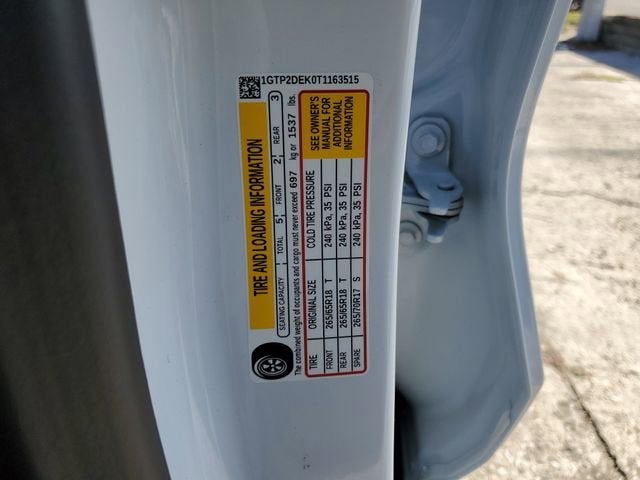 1GTP2DEK0T1163515
TIRE AND LOADING INFORMATION
SEATING CAPACITY TOTAL 5 FRONT 2 REAR 3
The combined weight of occupants and cargo must never exceed 697 kg or 1537 lbs.
TIRE ORIGINAL SIZE COLD TIRE PRESSURE
FRONT 265/65R18 T 240 kPa, 35 PSI
REAR 265/65R18 T 240 kPa, 35 PSI
SPARE 265/70R17 S 240 kPa, 35 PSI
SEE OWNER'S
MANUAL FOR
ADDITIONAL
INFORMATION